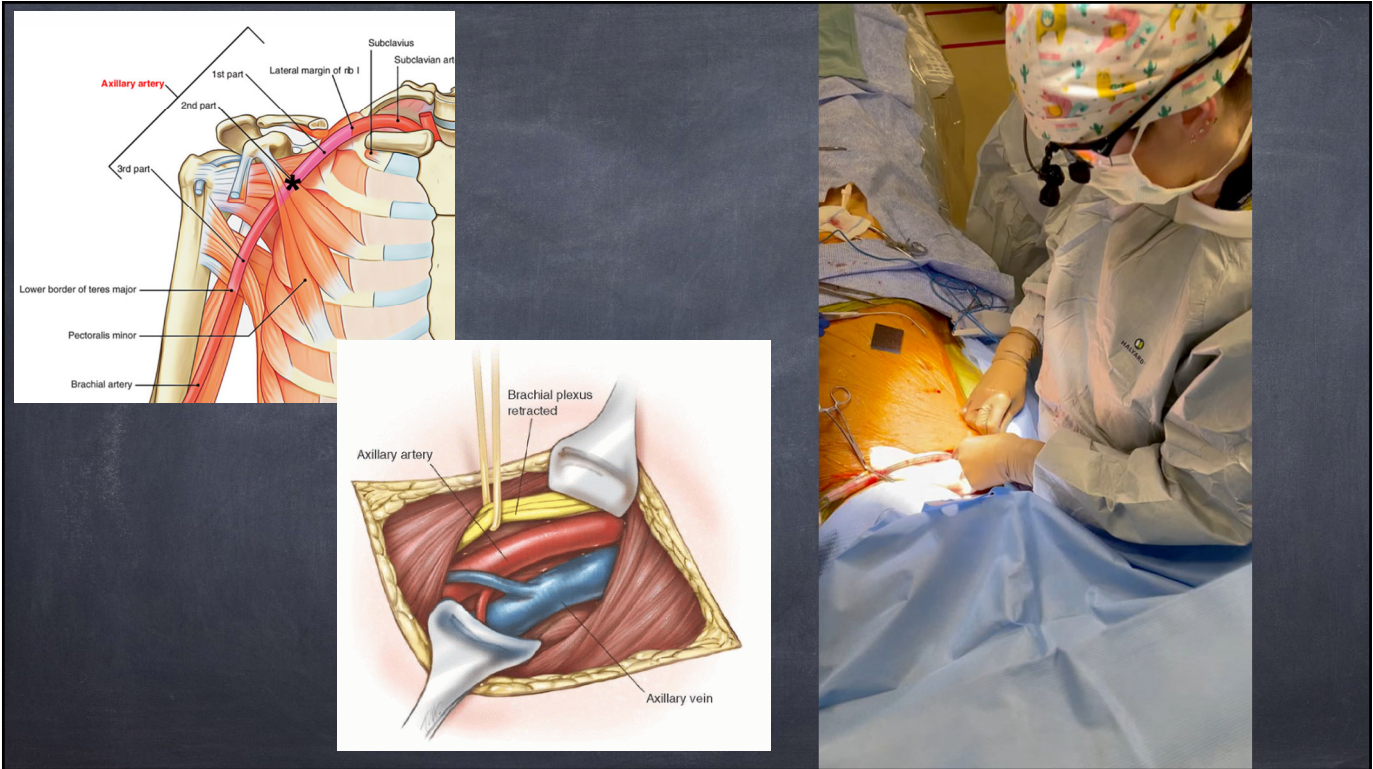 Subclavius
Subclavian art
Lateral margin of rib I
1st part
Axillary artery
2nd part
3rd part
Lower border of teres major
Pectoralis minor
Brachial artery
Brachial plexus
retracted
Axillary artery
Axillary vein
HALYARD